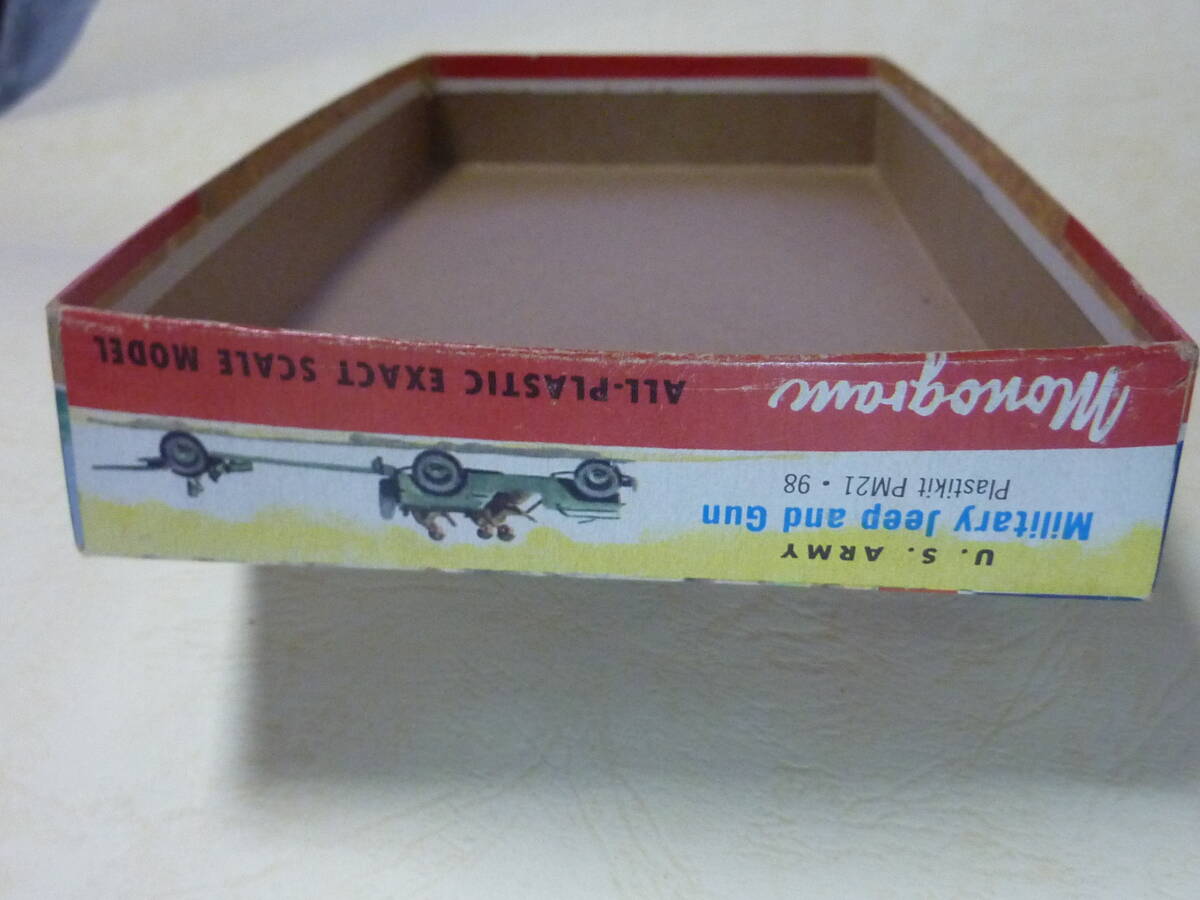 U. S. ARMY
Military Jeep and Gun
Plastikit PM21 • 98
Monogram ALL-PLASTIC EXACT SCALE MODEL